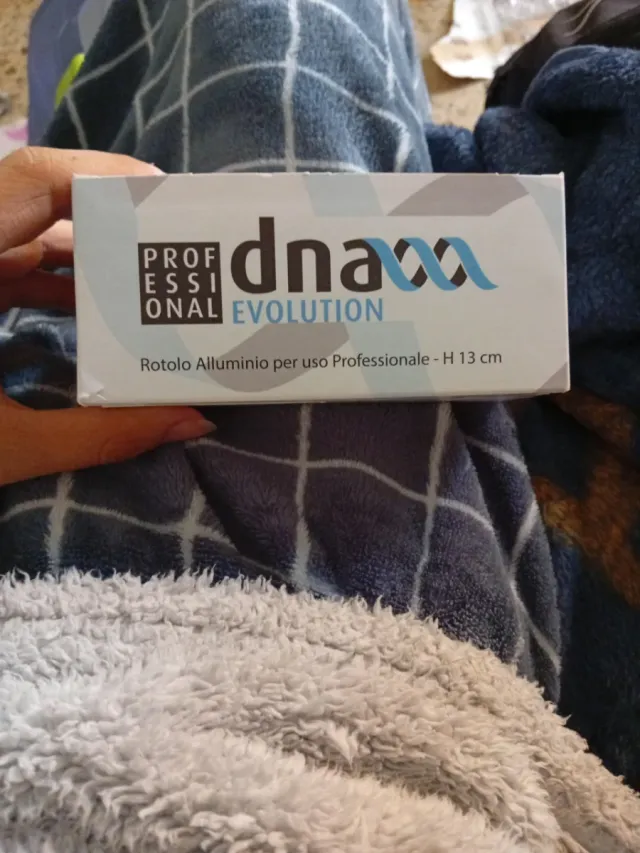 PROF
ESSI
ONAL
dna
EVOLUTION
Rotolo Alluminio per uso Professionale - H 13 cm